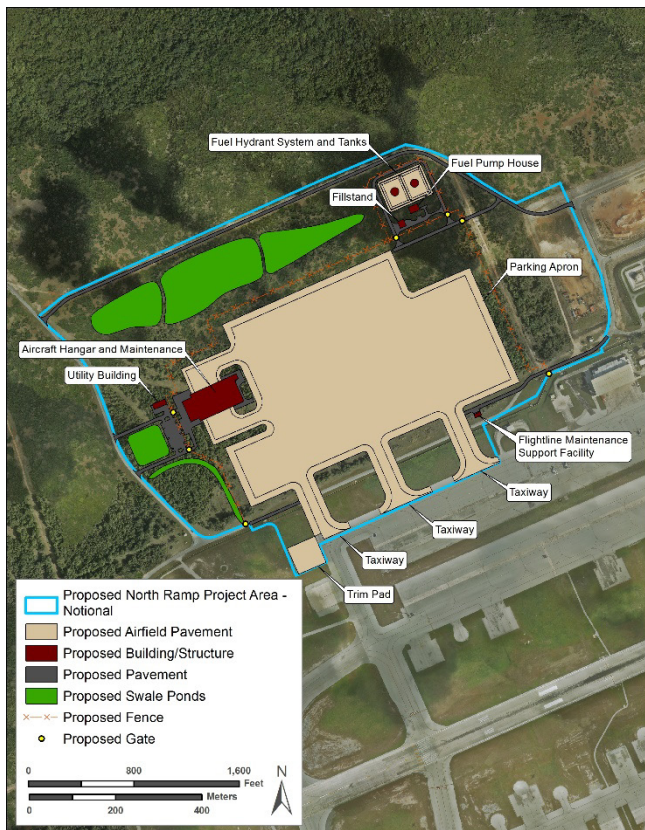 Fuel Hydrant System and Tanks
Fuel Pump House
Fillstand
Parking Apron
Aircraft Hangar and Maintenance
Utility Building
Flightline Maintenance
Support Facility
Taxiway
Taxiway
Taxiway
Trim Pad
Proposed North Ramp Project Area -
Notional
Proposed Airfield Pavement
Proposed Building/Structure
Proposed Pavement
Proposed Swale Ponds
Proposed Fence
Proposed Gate
0 800 1,600
Feet
Meters
0 200 400
N